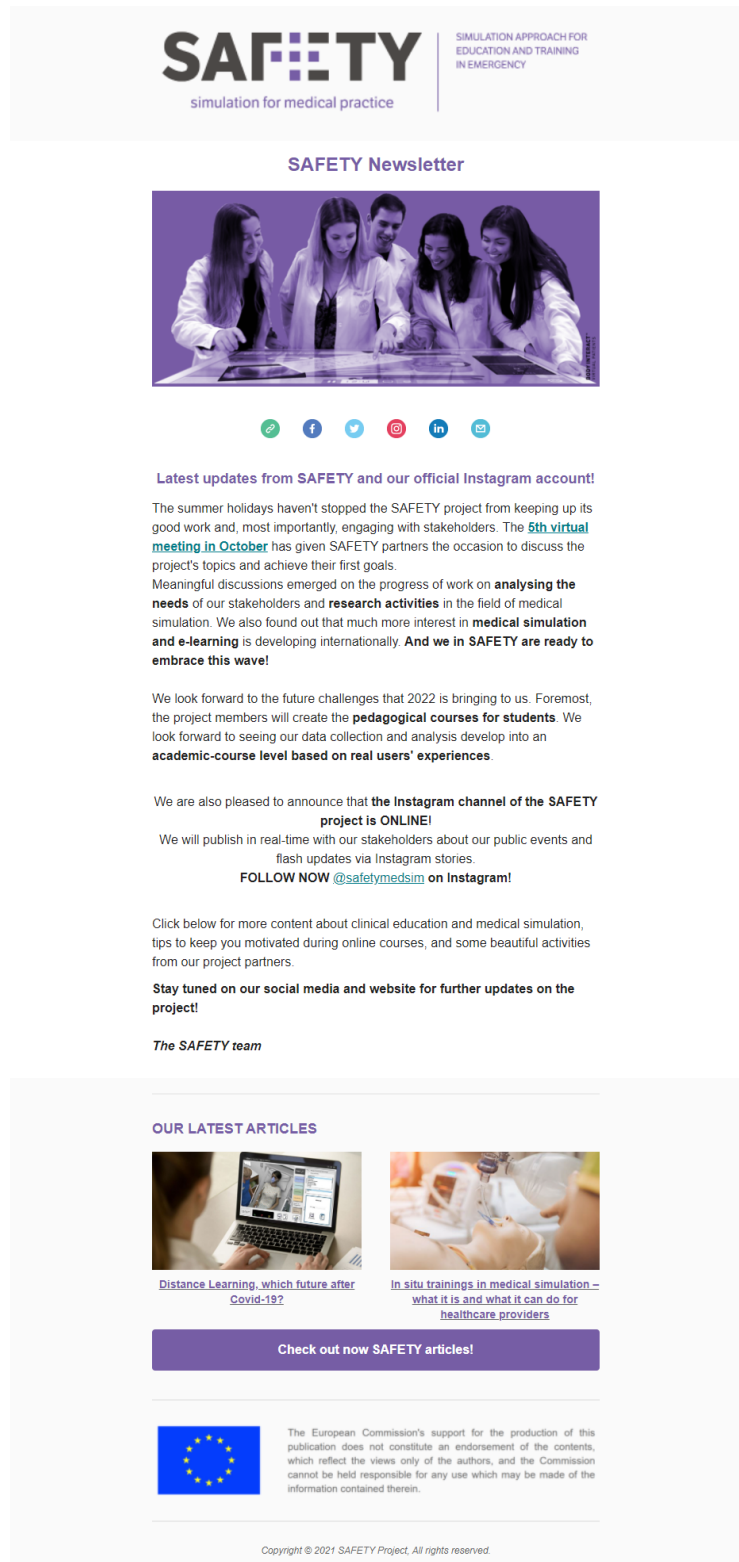 SAFETY
simulation for medical practice
SIMULATION APPROACH FOR
EDUCATION AND TRAINING
IN EMERGENCY
SAFETY Newsletter
BODY INTERACT
Latest updates from SAFETY and our official Instagram account!
The summer holidays haven't stopped the SAFETY project from keeping up its
good work and, most importantly, engaging with stakeholders. The 5th virtual
meeting in October has given SAFETY partners the occasion to discuss the
project's topics and achieve their first goals.
Meaningful discussions emerged on the progress of work on analysing the
needs of our stakeholders and research activities in the field of medical
simulation. We also found out that much more interest in medical simulation
and e-learning is developing internationally. And we in SAFETY are ready to
embrace this wave!
We look forward to the future challenges that 2022 is bringing to us. Foremost,
the project members will create the pedagogical courses for students. We
look forward to seeing our data collection and analysis develop into an
academic-course level based on real users' experiences.
We are also pleased to announce that the Instagram channel of the SAFETY
project is ONLINE!
We will publish in real-time with our stakeholders about our public events and
flash updates via Instagram stories.
FOLLOW NOW @safetymedsim on Instagram!
Click below for more content about clinical education and medical simulation,
tips to keep you motivated during online courses, and some beautiful activities
from our project partners.
Stay tuned on our social media and website for further updates on the
project!
The SAFETY team
OUR LATEST ARTICLES
Distance Learning, which future after
Covid-19?
In situ trainings in medical simulation –
what it is and what it can do for
healthcare providers
Check out now SAFETY articles!
The European Commission's support for the production of this
publication does not constitute an endorsement of the contents,
which reflect the views only of the authors, and the Commission
cannot be held responsible for any use which may be made of the
information contained therein.
Copyright © 2021 SAFETY Project, All rights reserved.